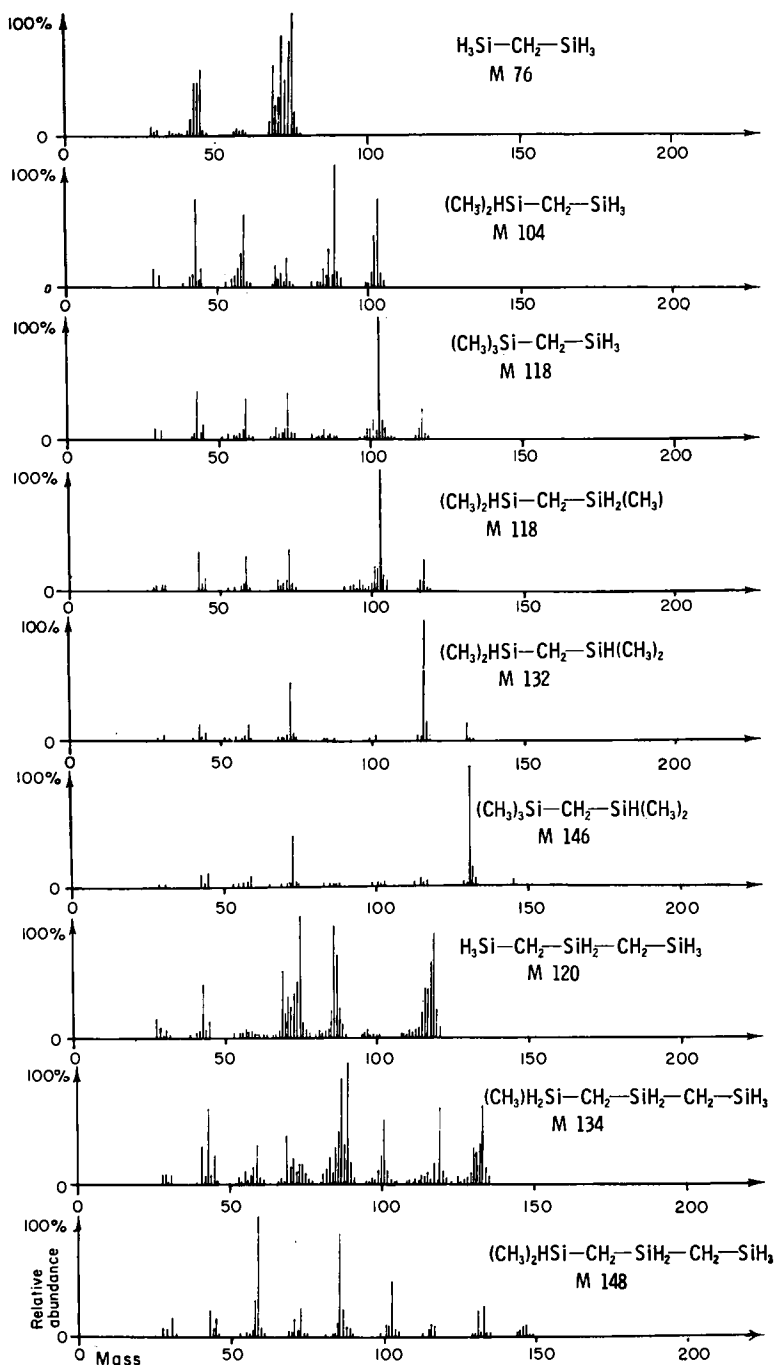 100%
H₃Si—CH₂—SiH₃
M 76
0
0 50 100 150 200
100%
(CH₃)₂HSi—CH₂—SiH₃
M 104
0
0 50 100 150 200
100%
(CH₃)₃Si—CH₂—SiH₃
M 118
0
0 50 100 150 200
100%
(CH₃)₂HSi—CH₂—SiH₂(CH₃)
M 118
0
0 50 100 150 200
100%
(CH₃)₂HSi—CH₂—SiH(CH₃)₂
M 132
0
0 50 100 150 200
100%
(CH₃)₃Si—CH₂—SiH(CH₃)₂
M 146
0
0 50 100 150 200
100%
H₃Si—CH₂—SiH₂—CH₂—SiH₃
M 120
0
0 50 100 150 200
100%
(CH₃)H₂Si—CH₂—SiH₂—CH₂—SiH₃
M 134
0
0 50 100 150 200
100%
(CH₃)₂HSi—CH₂—SiH₂—CH₂—SiH₃
M 148
Relative
abundance
0
0 50 100 150 200
Mass